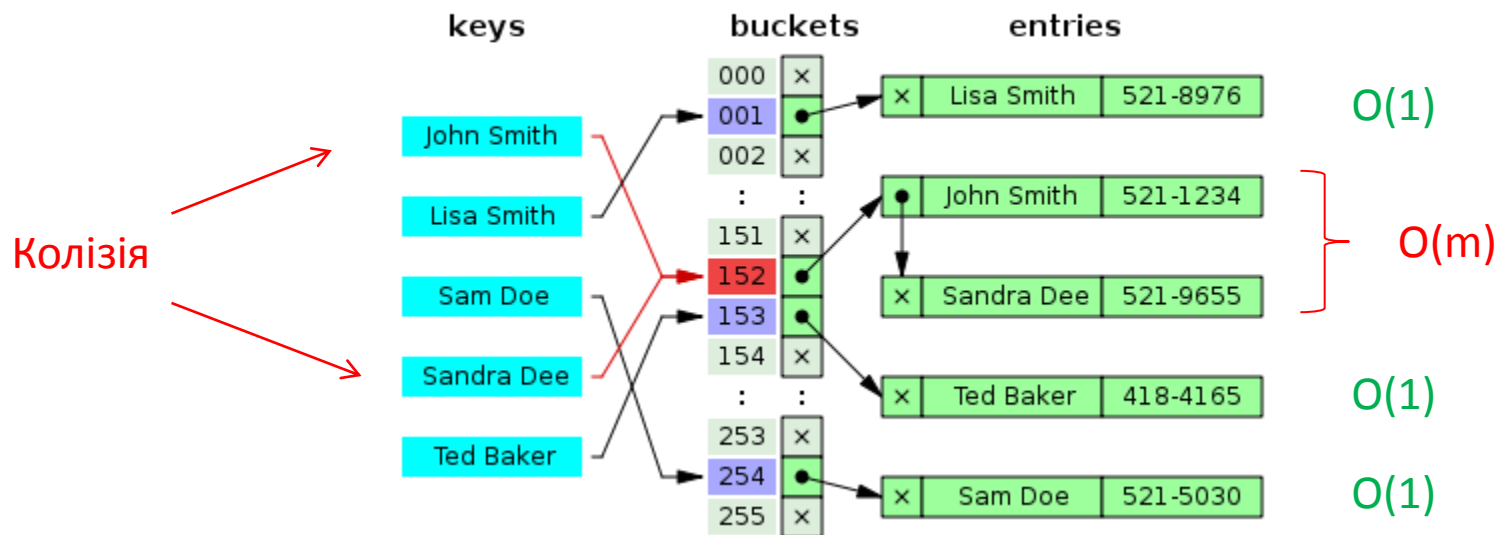 keys buckets entries
000 ×
Lisa Smith 521-8976 O(1)
× 
001
John Smith
002 ×
: :
John Smith 521-1234
Lisa Smith
151 ×
Колізія
O(m)
152
Sam Doe
× Sandra Dee 521-9655
153
154 ×
Sandra Dee
× Ted Baker 418-4165 O(1)
: :
253 ×
Ted Baker
254
× Sam Doe 521-5030 O(1)
255 ×